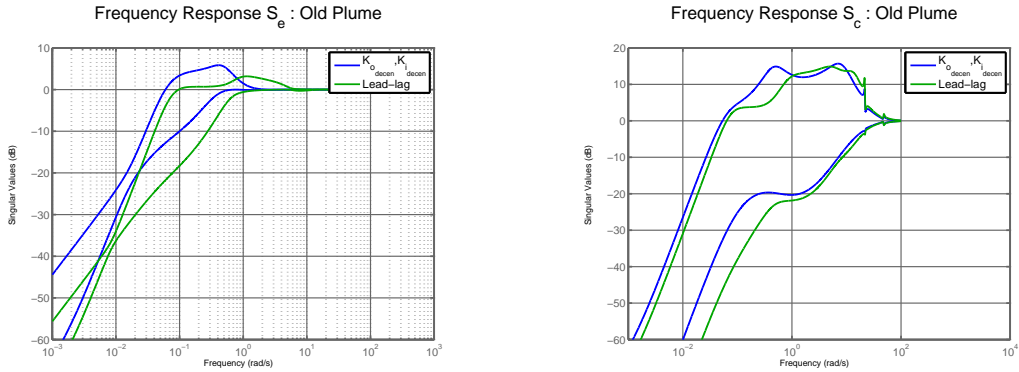 Frequency Response S_e : Old Plume
Singular Values (dB)
10
0
−10
−20
−30
−40
−50
−60
10^−3
10^−2
10^−1
10^0
10^1
10^2
10^3
Frequency (rad/s)
K_o_decen ,K_i_decen
Lead−lag
Frequency Response S_c : Old Plume
Singular Values (dB)
20
10
0
−10
−20
−30
−40
−50
−60
10^−2
10^0
10^2
10^4
Frequency (rad/s)
K_o_decen ,K_i_decen
Lead−lag